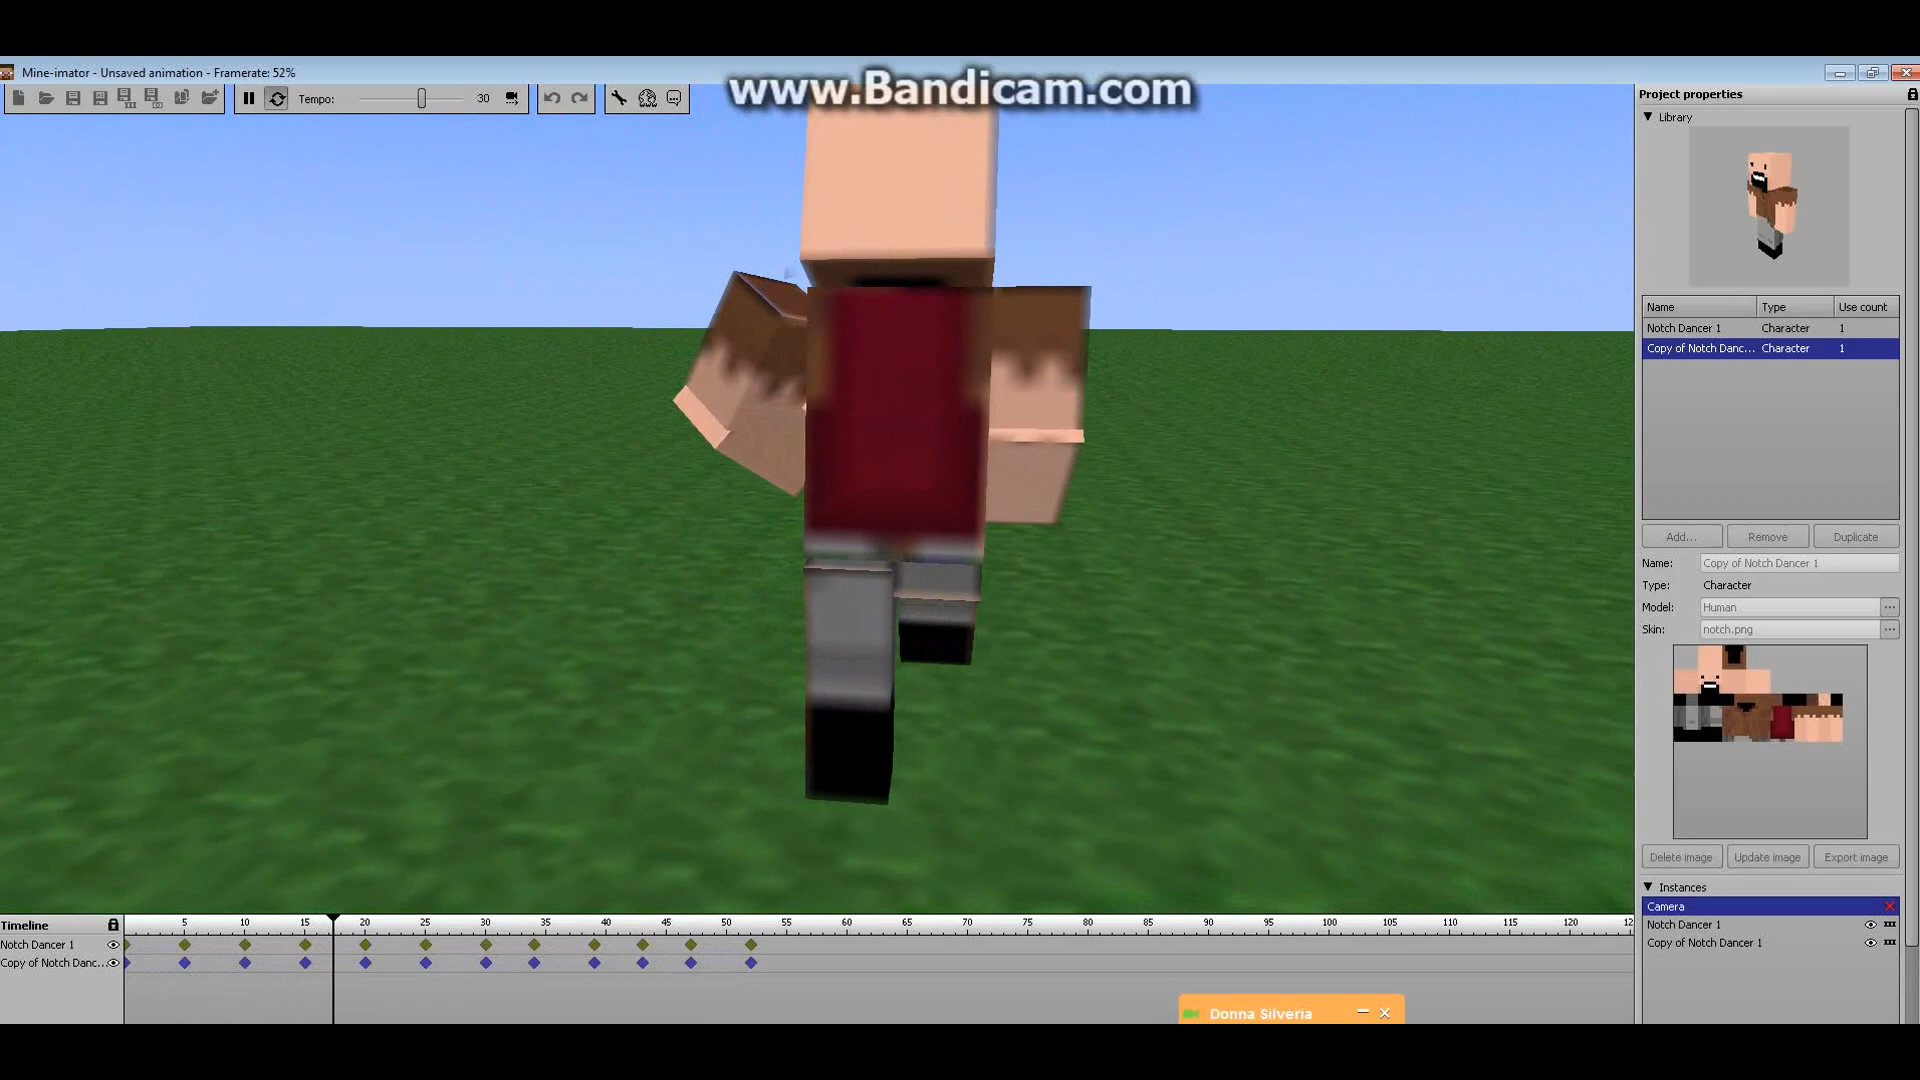 Mine-imator - Unsaved animation - Framerate: 52%
www.Bandicam.com
Tempo: 30
Project properties
Library
Name Type Use count
Notch Dancer 1 Character 1
Copy of Notch Danc... Character 1
Add... Remove Duplicate
Name: Copy of Notch Dancer 1
Type: Character
Model: Human ...
Skin: notch.png ...
Delete image Update image Export image
Instances
Camera
Notch Dancer 1
Copy of Notch Dancer 1
Timeline
5 10 15 20 25 30 35 40 45 50 55 60 65 70 75 80 85 90 95 100 105 110 115 120 12
Notch Dancer 1
Copy of Notch Danc...
Donna Silveria